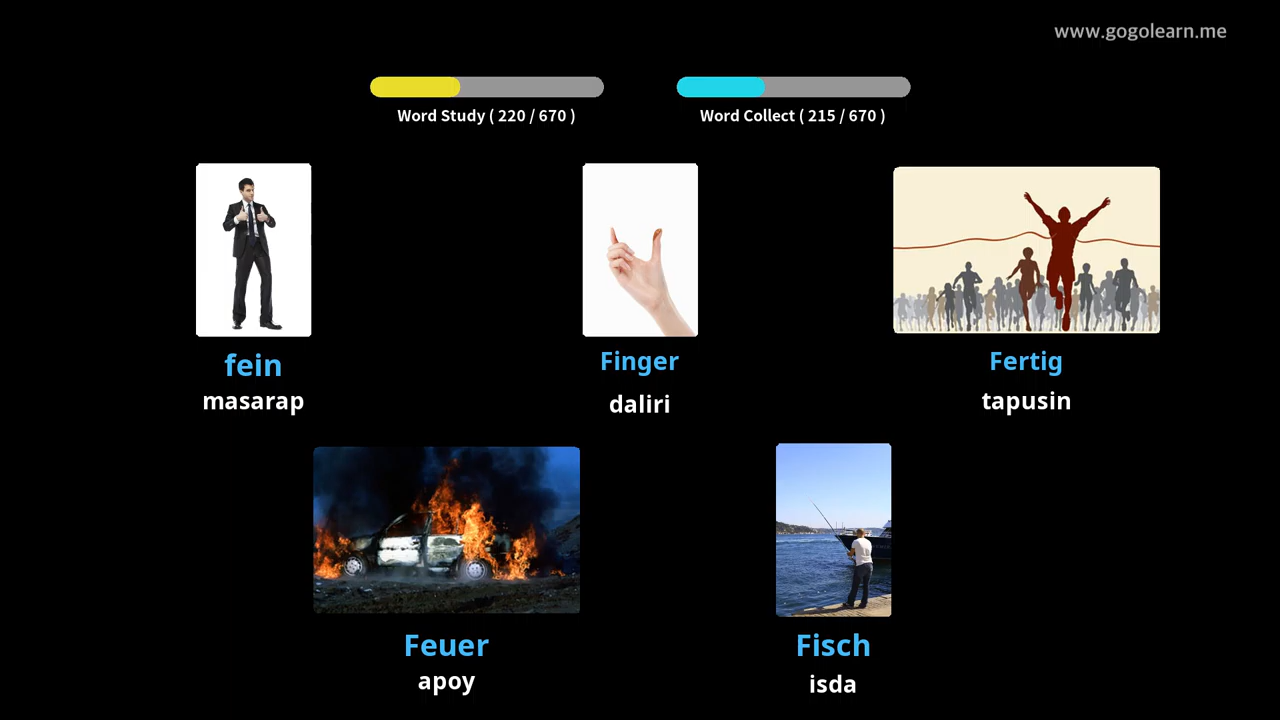 www.gogolearn.me
Word Study ( 220 / 670 )
Word Collect ( 215 / 670 )
fein
masarap
Finger
daliri
Fertig
tapusin
Feuer
apoy
Fisch
isda